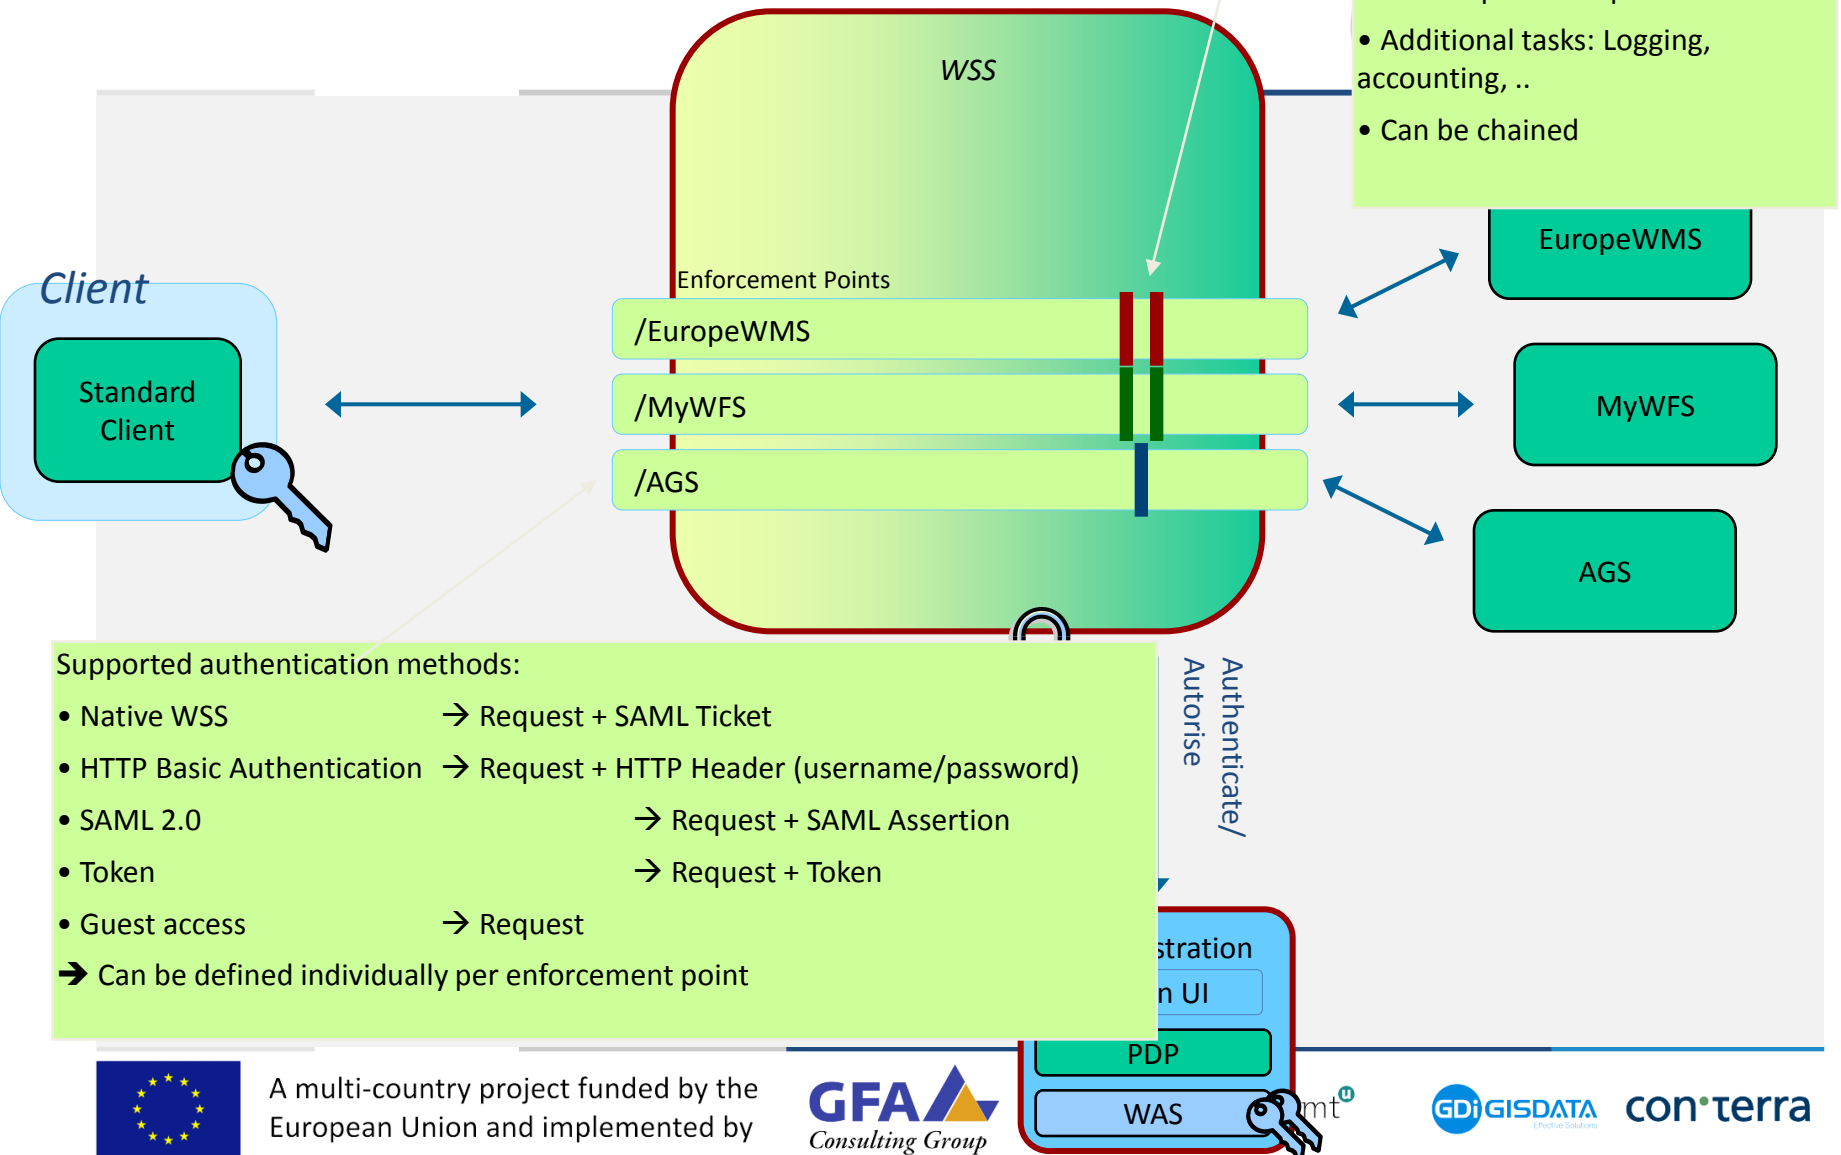 WSS
• Additional tasks: Logging,
accounting, ..
• Can be chained
EuropeWMS
Client
Enforcement Points
/EuropeWMS
Standard
Client
/MyWFS
MyWFS
/AGS
AGS
Supported authentication methods:
• Native WSS → Request + SAML Ticket
• HTTP Basic Authentication → Request + HTTP Header (username/password)
• SAML 2.0 → Request + SAML Assertion
• Token → Request + Token
• Guest access → Request
➔ Can be defined individually per enforcement point
Authenticate/
Autorise
stration
n UI
PDP
WAS
A multi-country project funded by the
European Union and implemented by
GFA
Consulting Group
mt u
GDi GISDATA
Effective Solutions
con•terra